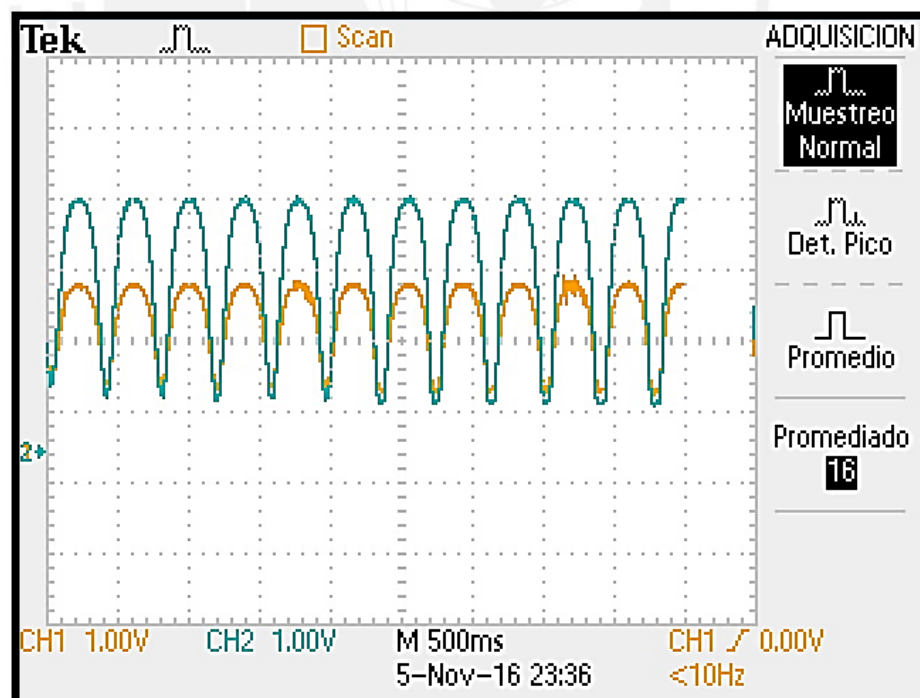 Tek Scan ADQUISICION
Muestreo
Normal
Det. Pico
Promedio
2
Promediado
16
CH1 1.00V CH2 1.00V M 500ms CH1 0.00V
5-Nov-16 23:36 <10Hz